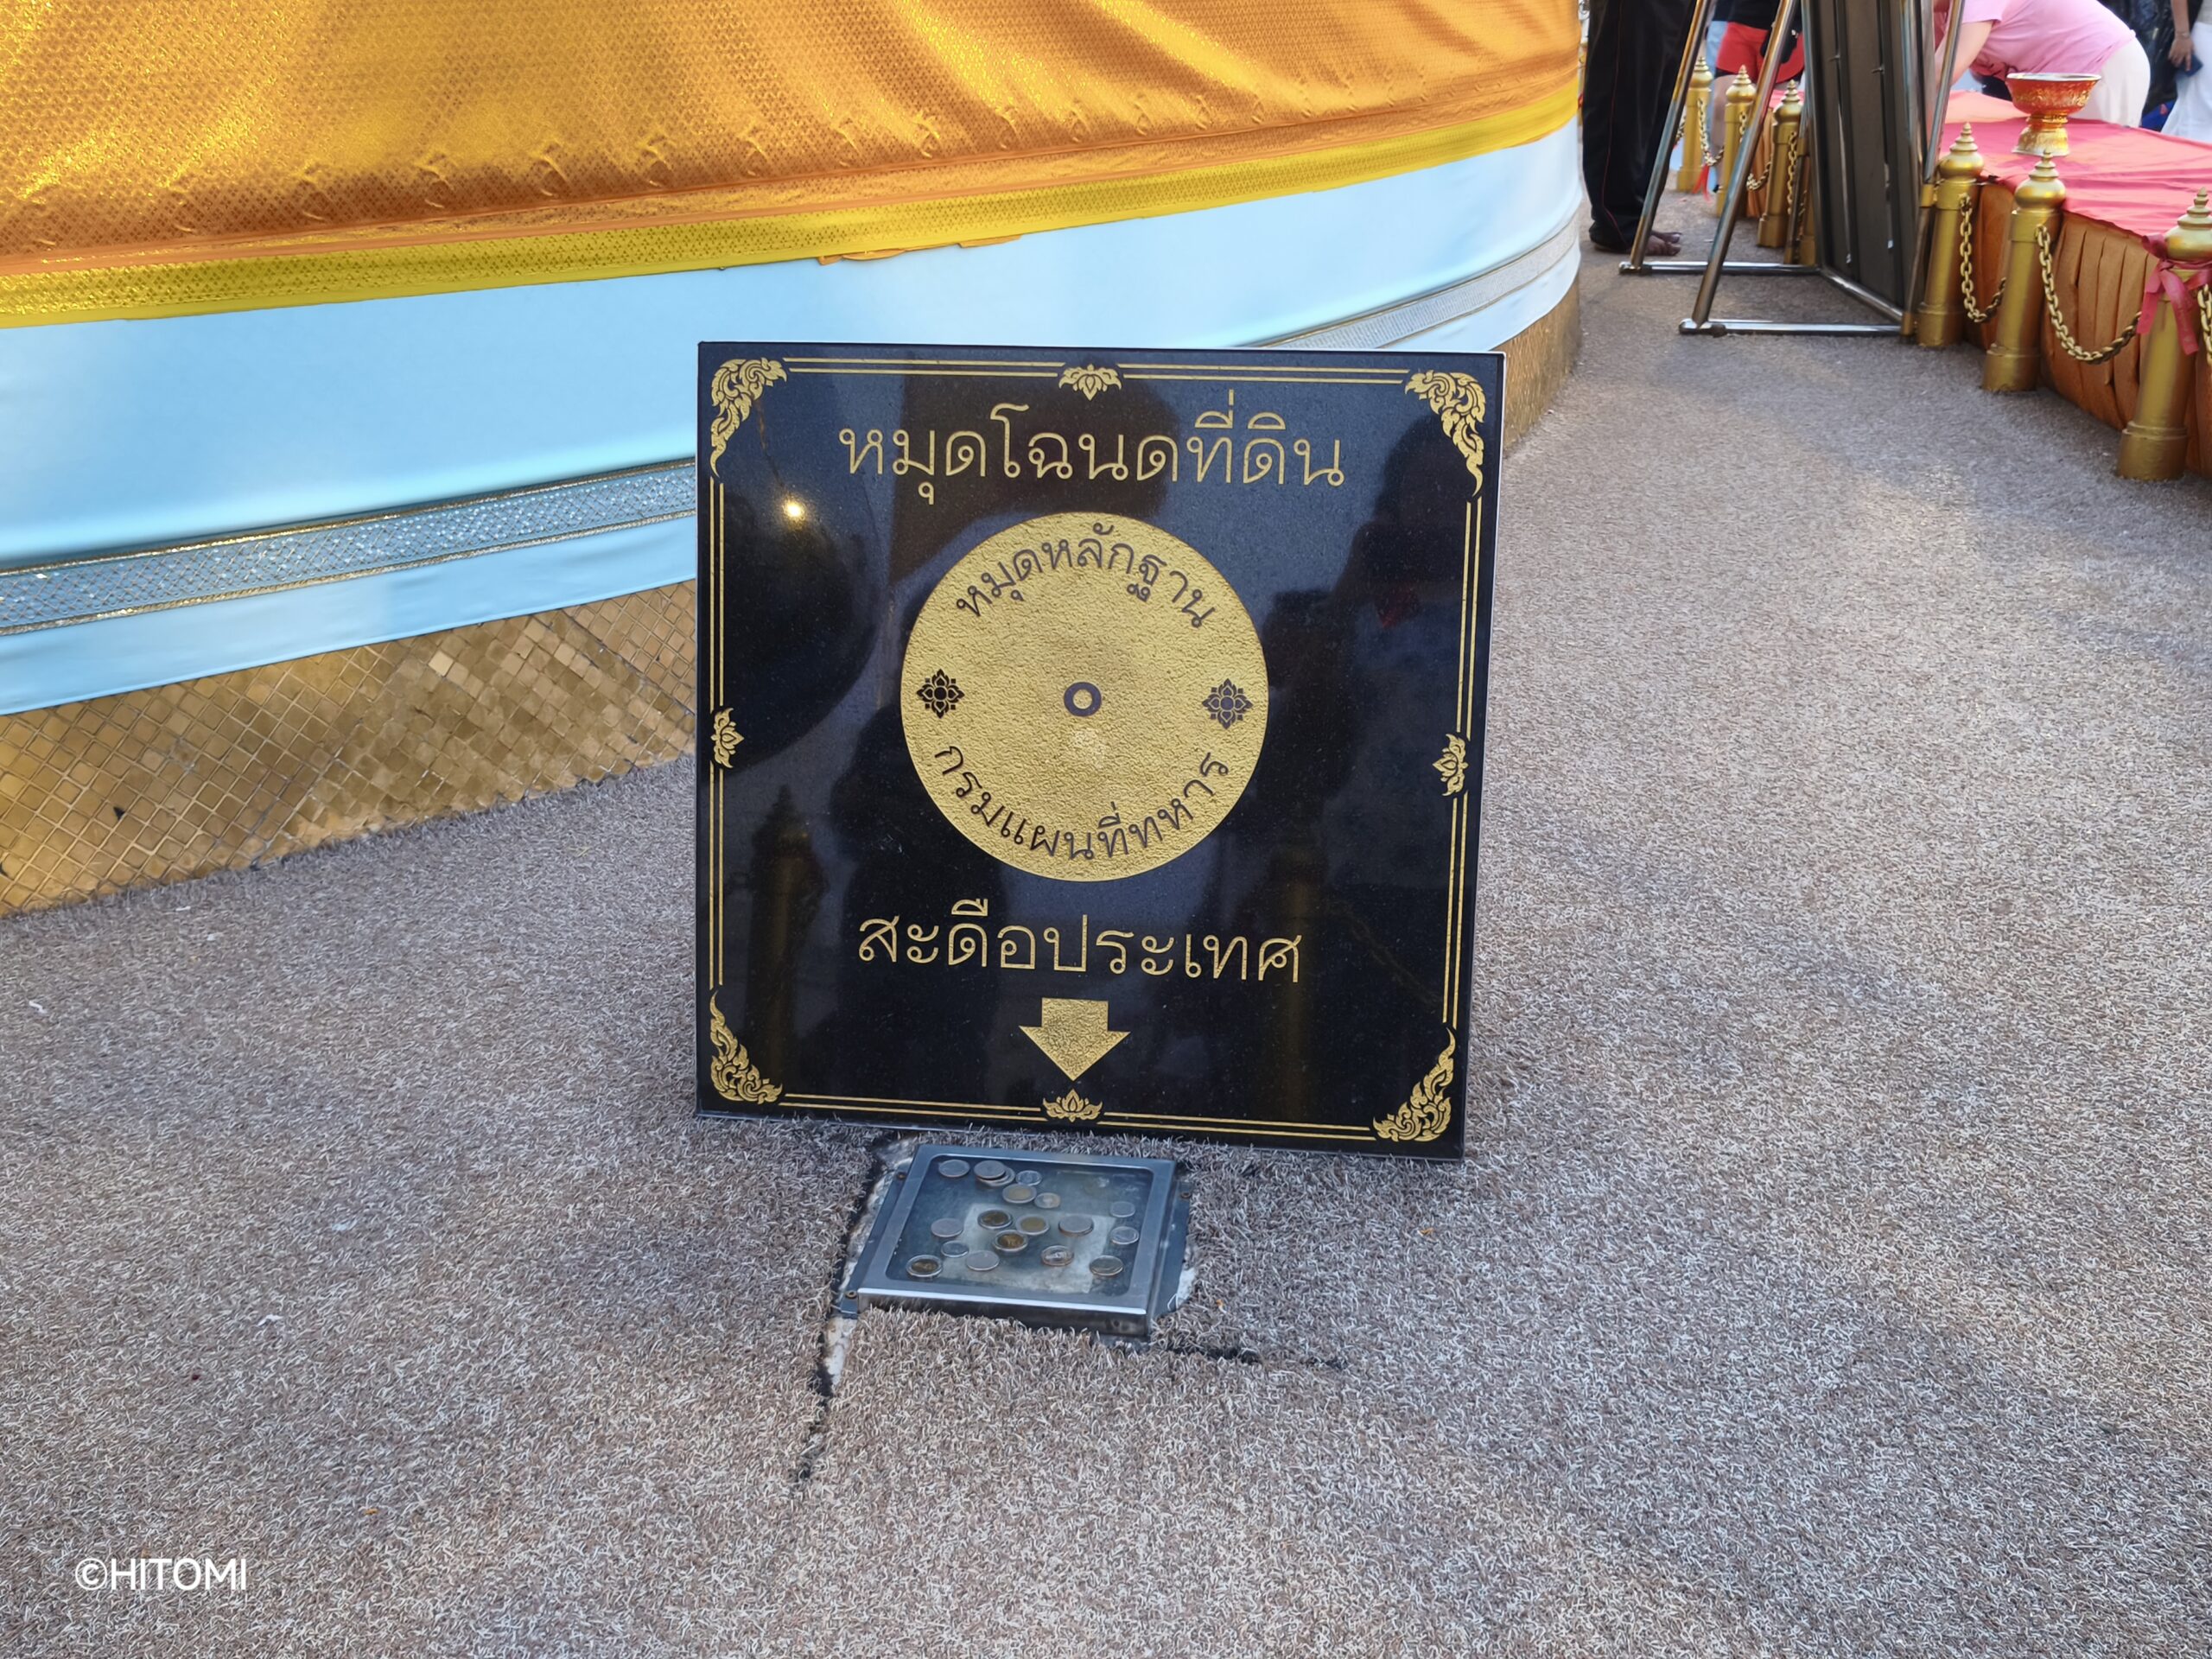 หมุดโฉนดที่ดิน
หมุดหลักฐาน
กรมแผนที่ทหาร
สะดือประเทศ
©HITOMI